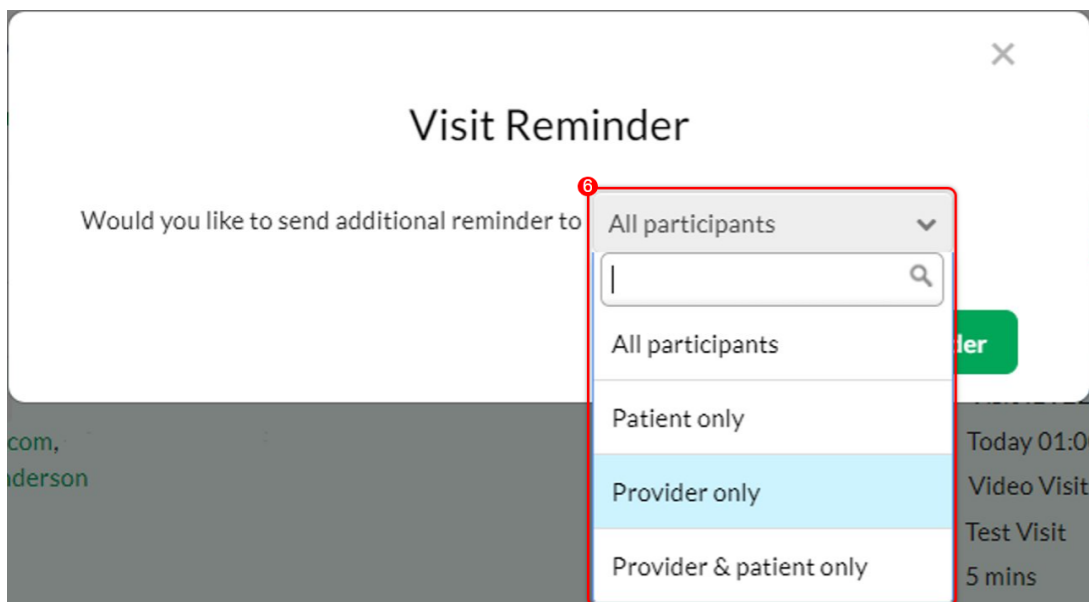 Visit Reminder
6
Would you like to send additional reminder to All participants
All participants
der
Patient only
com,
Today 01:0
nderson
Provider only
Video Visit
Test Visit
Provider & patient only
5 mins